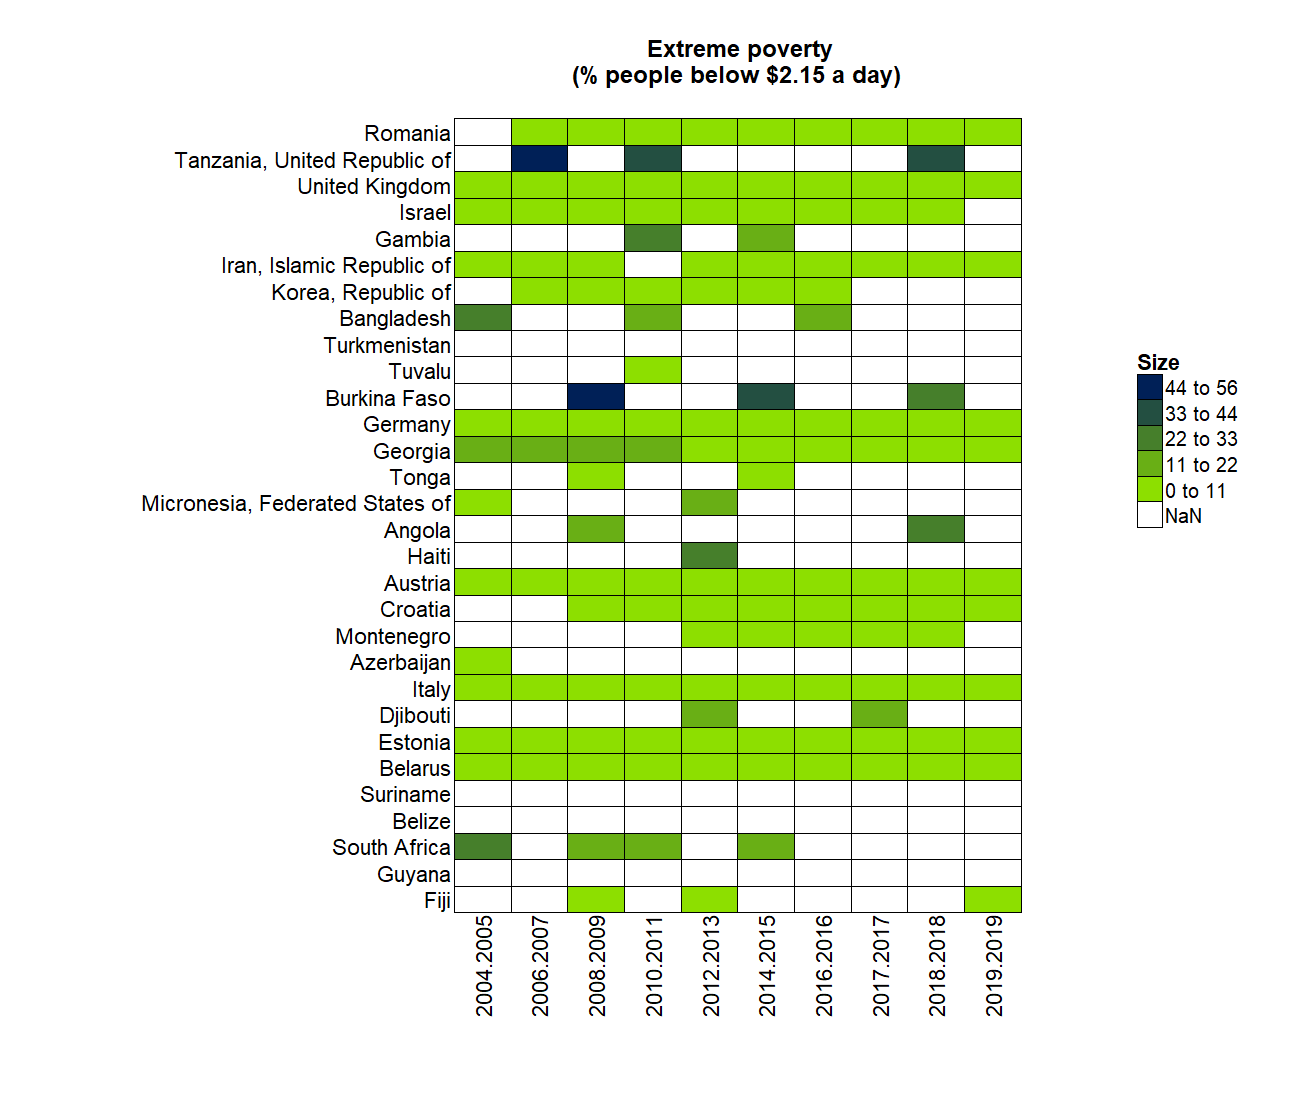 Extreme poverty
(% people below $2.15 a day)
Romania
Tanzania, United Republic of
United Kingdom
Israel
Gambia
Iran, Islamic Republic of
Korea, Republic of
Bangladesh
Turkmenistan
Tuvalu
Burkina Faso
Germany
Georgia
Tonga
Micronesia, Federated States of
Angola
Haiti
Austria
Croatia
Montenegro
Azerbaijan
Italy
Djibouti
Estonia
Belarus
Suriname
Belize
South Africa
Guyana
Fiji
2004.2005
2006.2007
2008.2009
2010.2011
2012.2013
2014.2015
2016.2016
2017.2017
2018.2018
2019.2019
Size
44 to 56
33 to 44
22 to 33
11 to 22
0 to 11
NaN